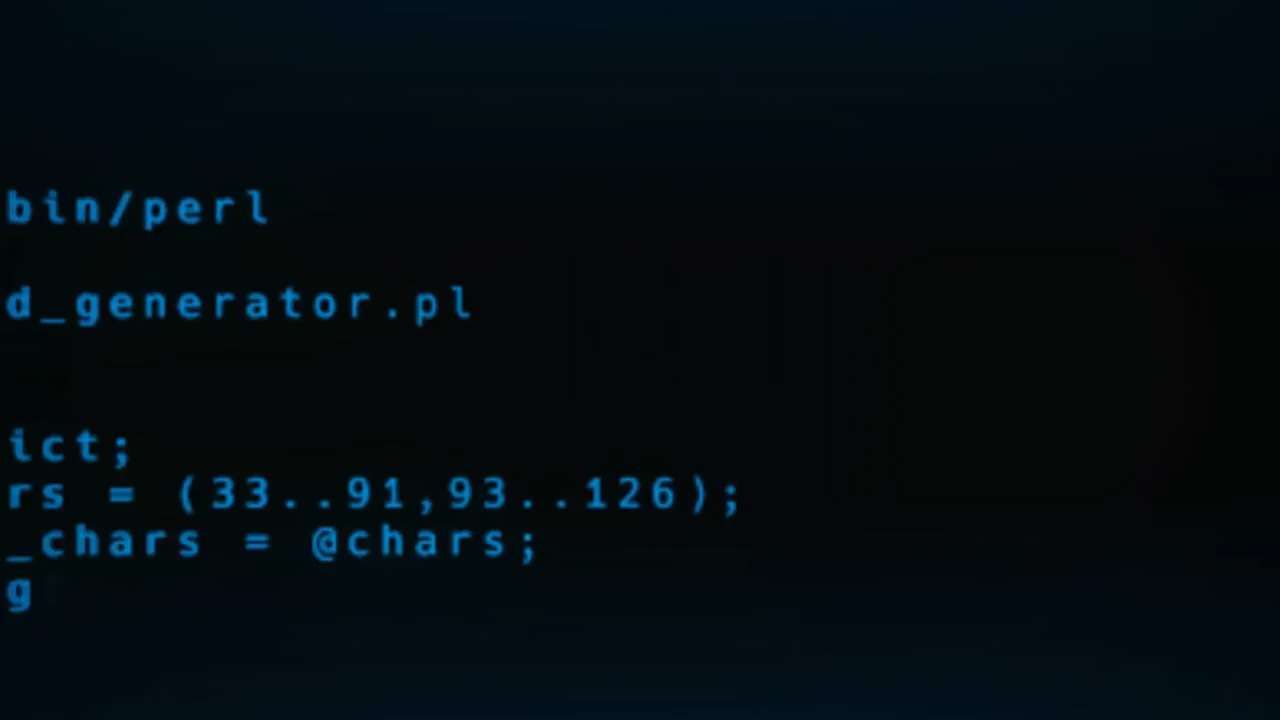 bin/perl
d_generator.pl
ict;
rs = (33..91,93..126);
_chars = @chars;
g